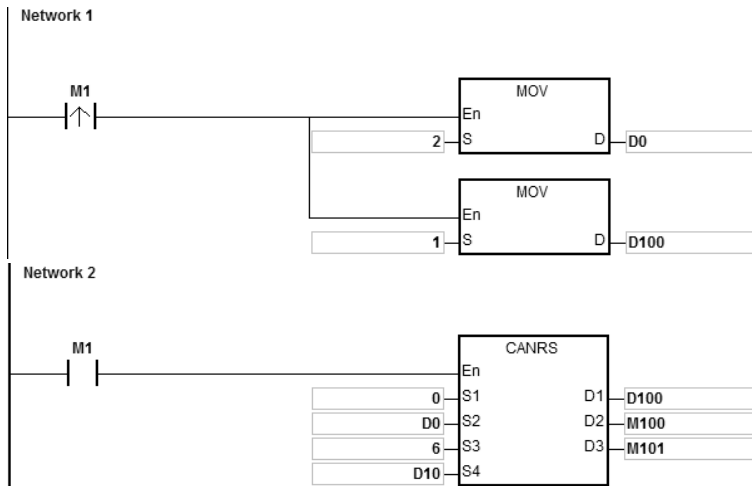 Network 1
M1
MOV
En
2 S D D0
MOV
En
1 S D D100
Network 2
M1
CANRS
En
0 S1 D1 D100
D0 S2 D2 M100
6 S3 D3 M101
D10 S4